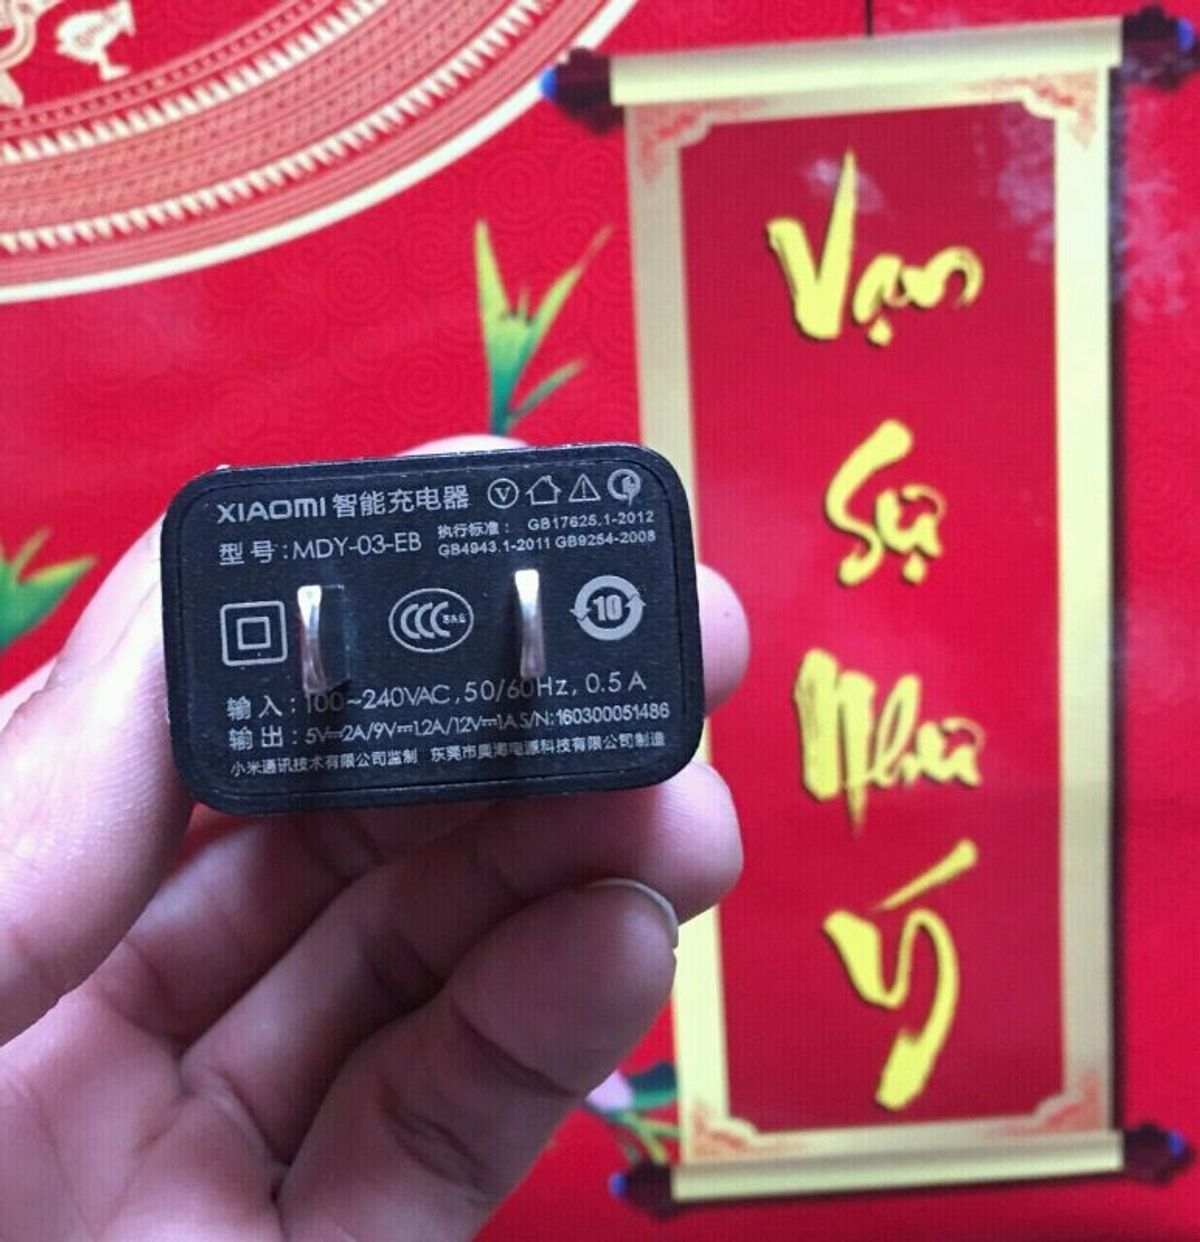 XIAOMI 智能充电器
型号:MDY-03-EB
执行标准: GB17625.1-2012
GB4943.1-2011 GB9254-2008
CCC S&E
10
输入:100~240VAC,50/60Hz, 0.5A
输出:5V⎓2A/9V⎓1.2A/12V⎓1A S/N:160300051486
小米通讯技术有限公司监制 东莞市奥海电源科技有限公司制造
Vạn
Sự
Như
Ý